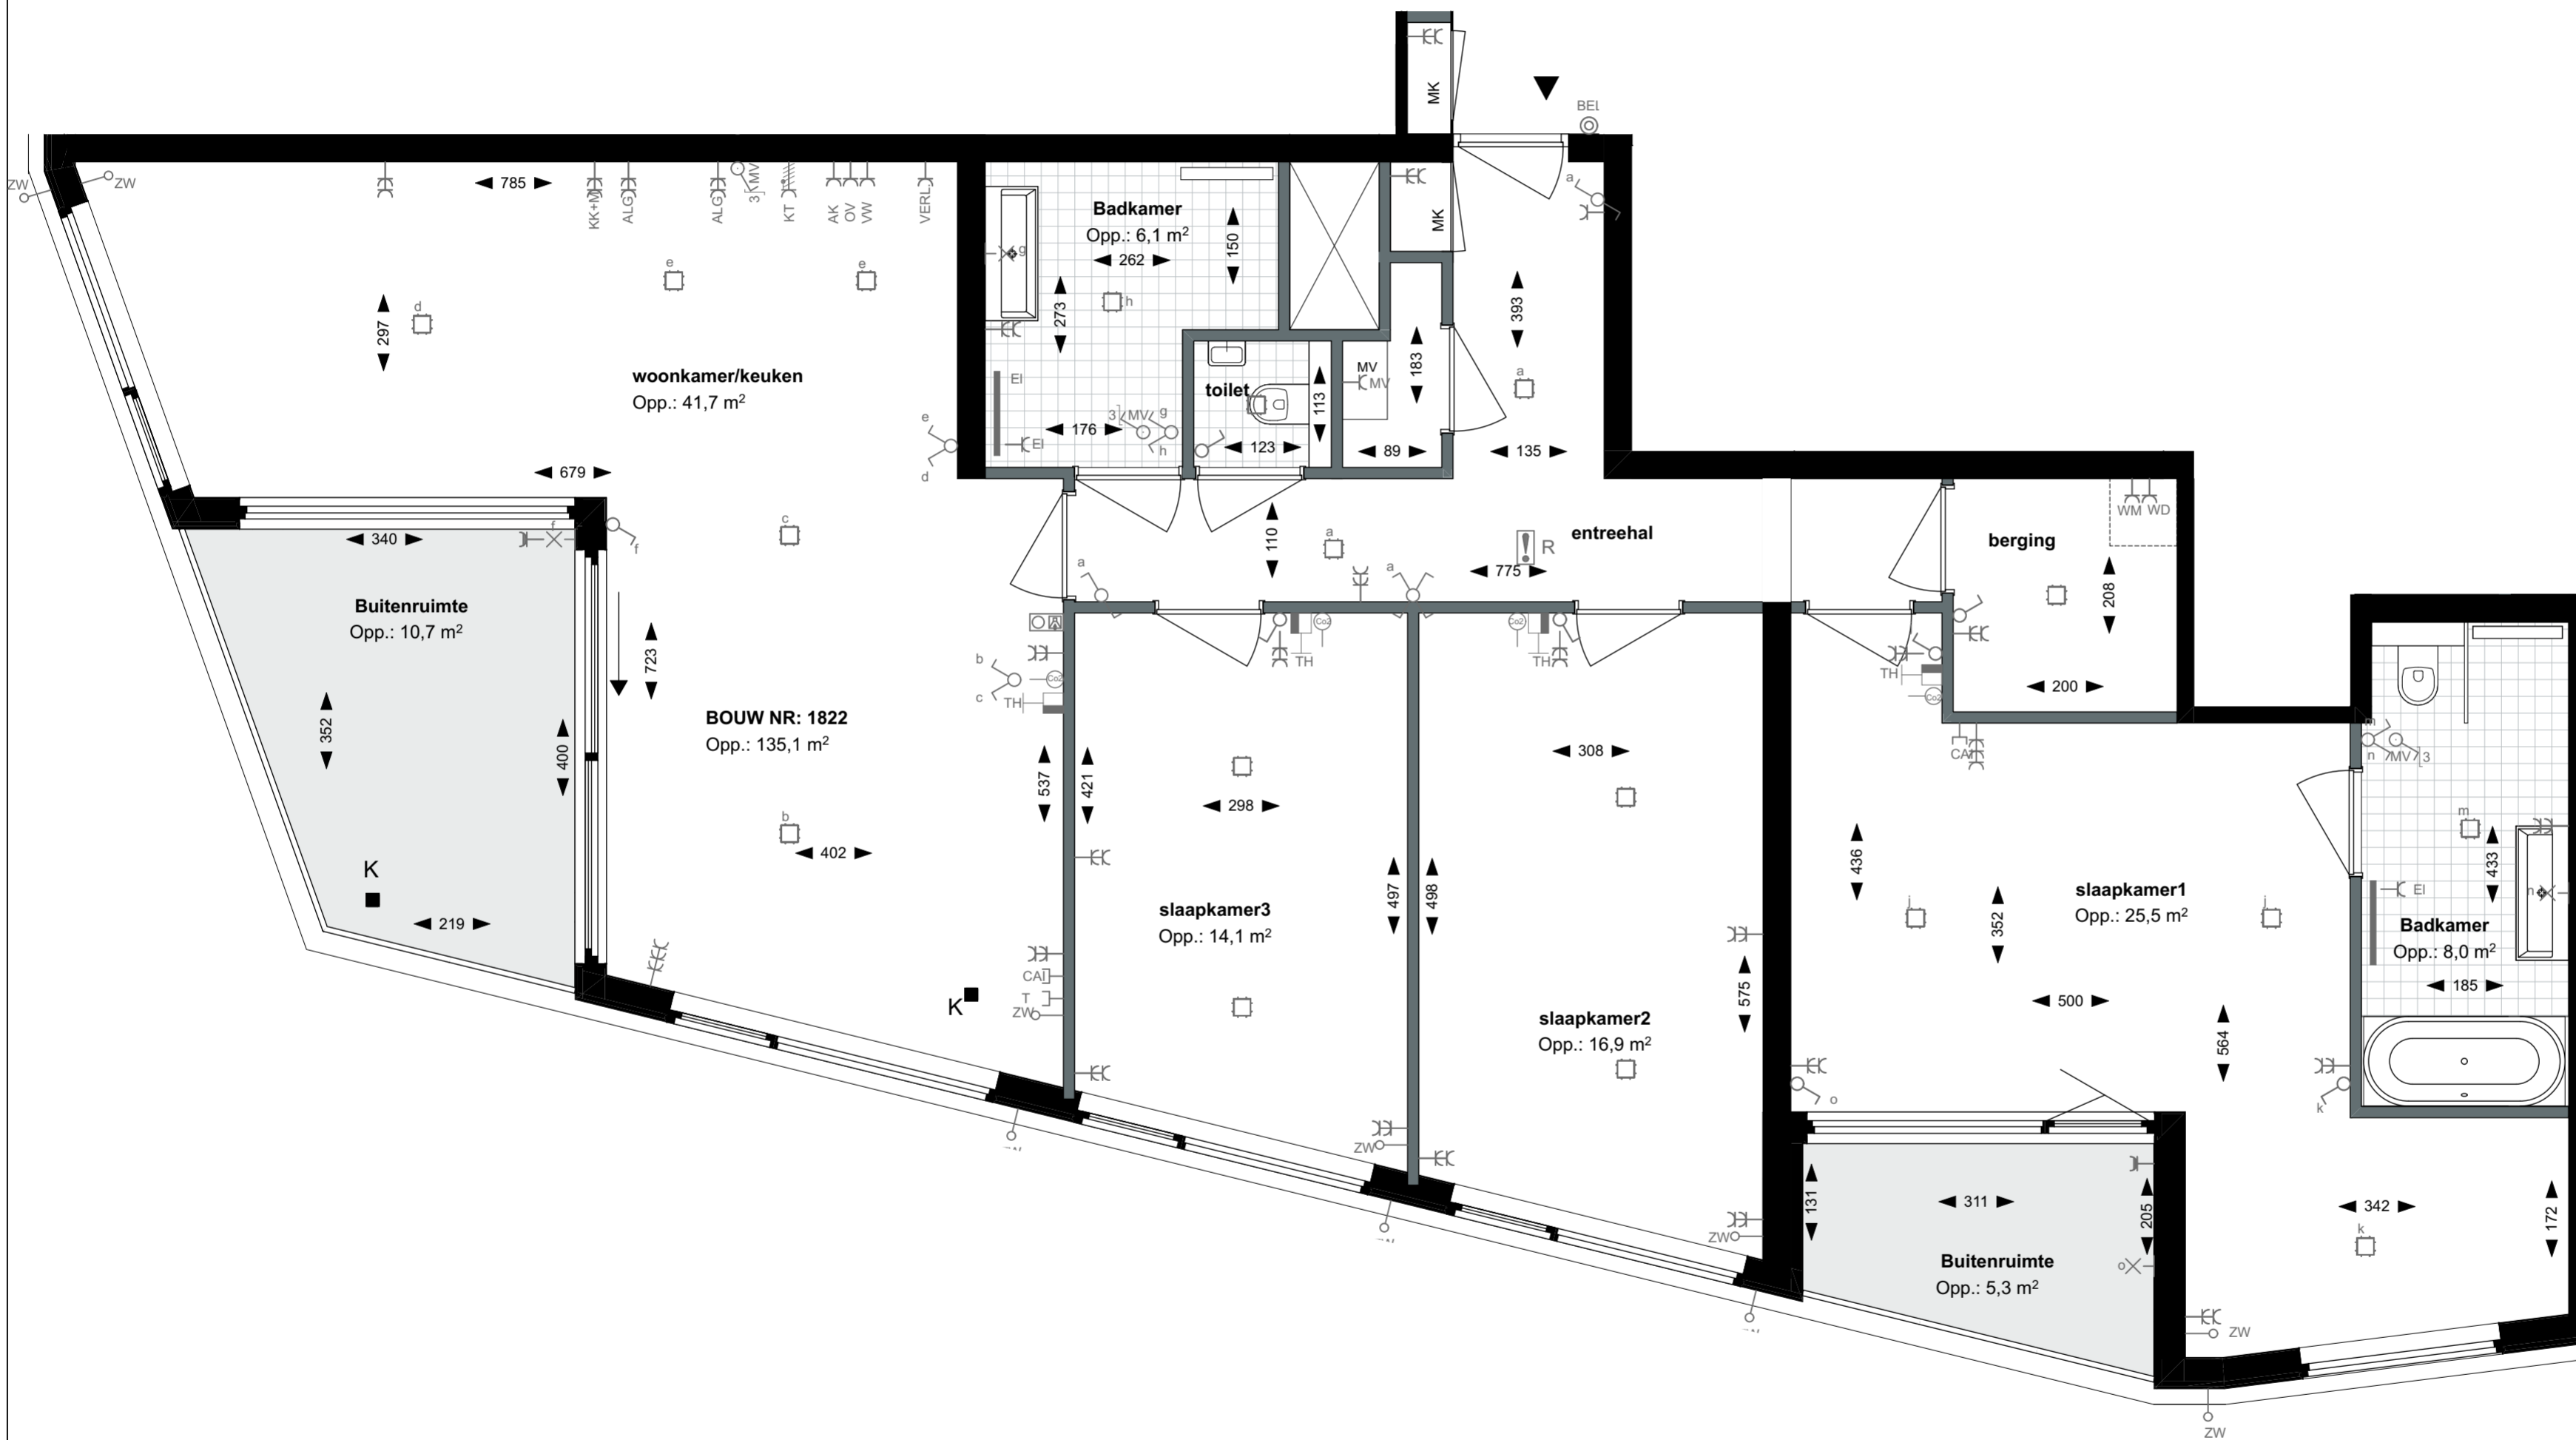 MK
BEL
ZW
ZW
785
KK+M
ALG
ALG
3
MV
KT
AK
OV
VW
VERL
Badkamer
Opp.: 6,1 m²
262
150
273
g
h
MK
a
393
e
e
d
297
woonkamer/keuken
Opp.: 41,7 m²
EI
toilet
113
MV
MV
183
a
e
d
176
3
MV
g
h
EI
123
89
135
679
340
f
f
c
110
a
entreehal
R
775
berging
WM
WD
208
a
a
Buitenruimte
Opp.: 10,7 m²
723
352
400
BOUW NR: 1822
Opp.: 135,1 m²
b
c
Co2
TH
TH
Co2
Co2
TH
TH
Co2
200
CAI
m
n
MV
3
537
421
298
308
b
402
436
m
433
K
219
slaapkamer3
Opp.: 14,1 m²
497
498
slaapkamer1
Opp.: 25,5 m²
352
j
j
EI
n
Badkamer
Opp.: 8,0 m²
185
K
CAI
T
ZW
575
500
slaapkamer2
Opp.: 16,9 m²
564
o
k
ZW
131
311
205
342
172
k
ZW
Buitenruimte
Opp.: 5,3 m²
o
ZW
ZW